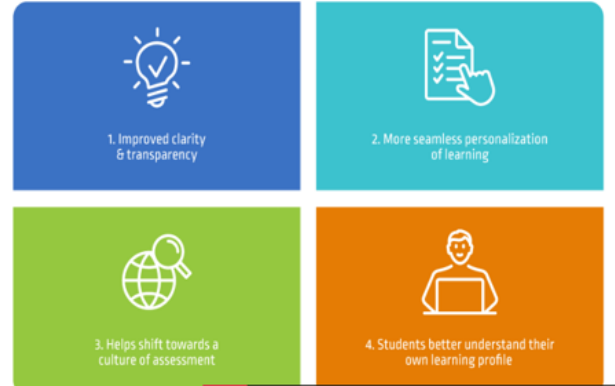 1. Improved clarity
& transparency
2. More seamless personalization
of learning
3. Helps shift towards a
culture of assessment
4. Students better understand their
own learning profile